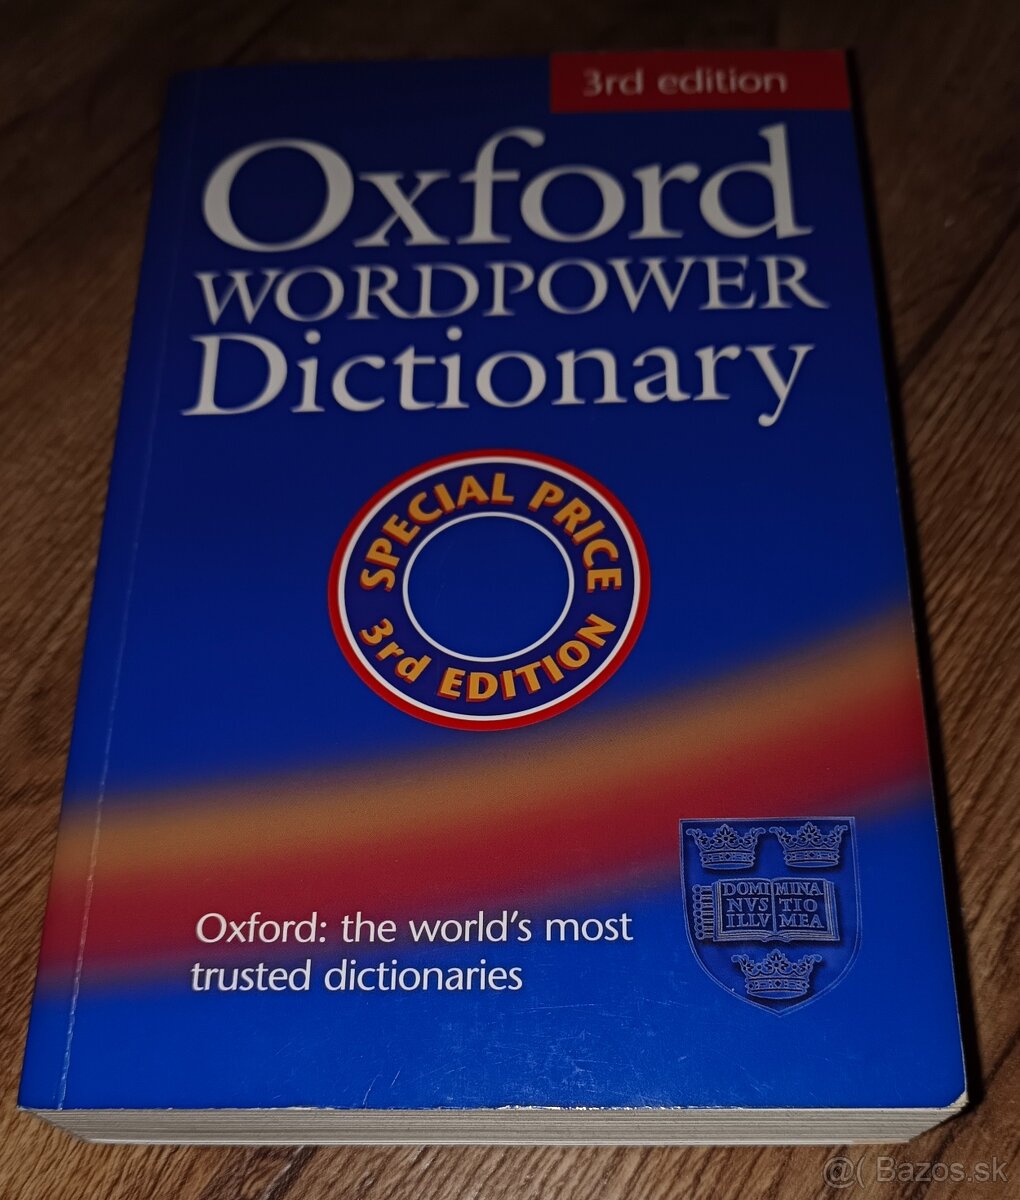 3rd edition
Oxford
WORDPOWER
Dictionary
SPECIAL PRICE
3rd EDITION
DOMI MINA
NVS TIO
ILLV MEA
Oxford: the world's most
trusted dictionaries
@( Bazos.sk